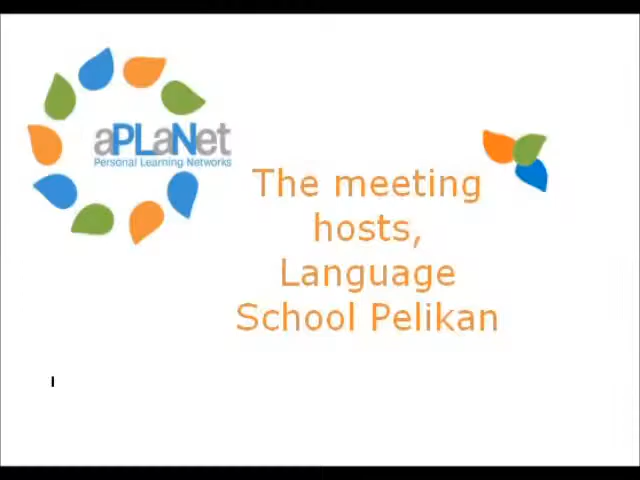 aPLaNet
Personal Learning Networks
The meeting
hosts,
Language
School Pelikan